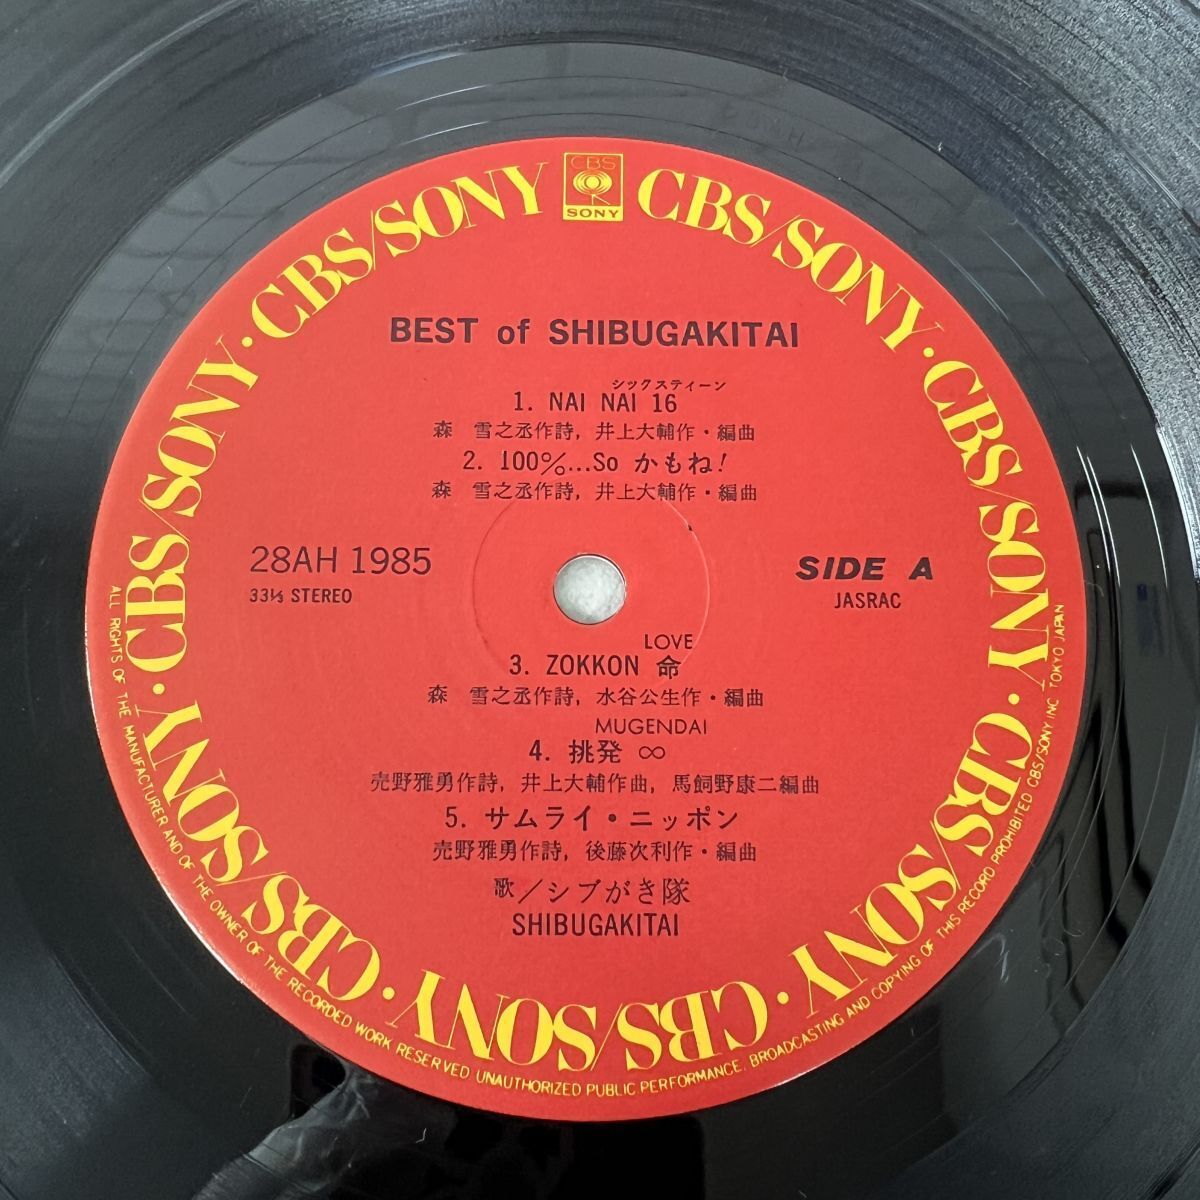 CBS
SONY
CBS/SONY · CBS/SONY · CBS/SONY · CBS/SONY · CBS/SONY · CBS/SONY · CBS/SONY · CBS/SONY
BEST of SHIBUGAKITAI
シックスティーン
1. NAI NAI 16
森 雪之丞作詩, 井上大輔作・編曲
2. 100%...So かもね!
森 雪之丞作詩, 井上大輔作・編曲
28AH 1985
33⅓ STEREO
SIDE A
JASRAC
LOVE
3. ZOKKON 命
森 雪之丞作詩, 水谷公生作・編曲
MUGENDAI
4. 挑発 ∞
売野雅勇作詩, 井上大輔作曲, 馬飼野康二編曲
5. サムライ・ニッポン
売野雅勇作詩, 後藤次利作・編曲
歌／シブがき隊
SHIBUGAKITAI
ALL RIGHTS OF THE MANUFACTURER AND OF THE OWNER OF THE RECORDED WORK RESERVED UNAUTHORIZED PUBLIC PERFORMANCE, BROADCASTING AND COPYING OF THIS RECORD PROHIBITED CBS/SONY INC TOKYO JAPAN